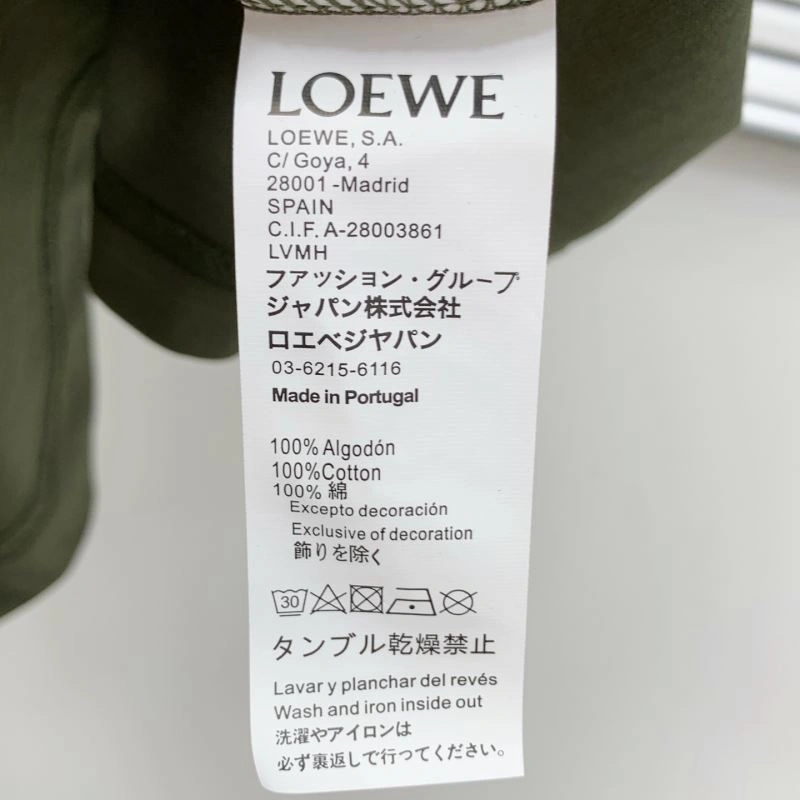 LOEWE
LOEWE, S.A.
C/ Goya, 4
28001 -Madrid
SPAIN
C.I.F. A-28003861
LVMH
ファアッション・グループ
ジャパン株式会社
ロエベジヤパン
03-6215-6116
Made in Portugal
100% Algodón
100%Cotton
100% 綿
Excepto decoración
Exclusive of decoration
飾りを除く
30
タンブル乾燥禁止
Lavar y planchar del revés
Wash and iron inside out
洗濯やアイロンは
必ず裏返しで行ってください。